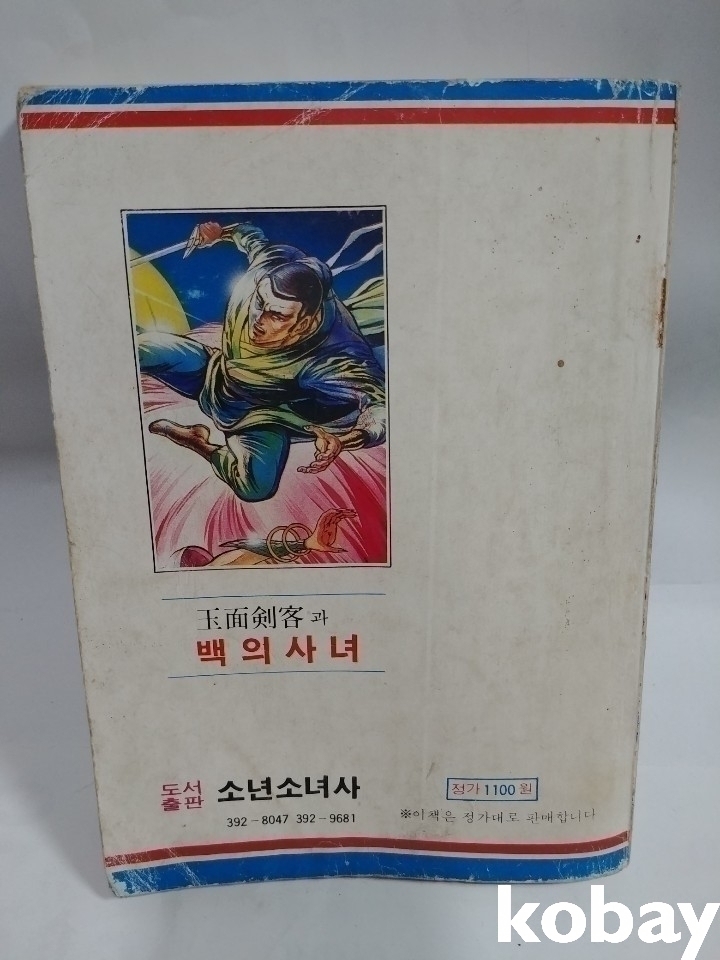 玉面剣客과
백의사녀
도서출판 소년소녀사
392-8047 392-9681
정가 1100 원
※이책은 정가대로 판매합니다
kobay